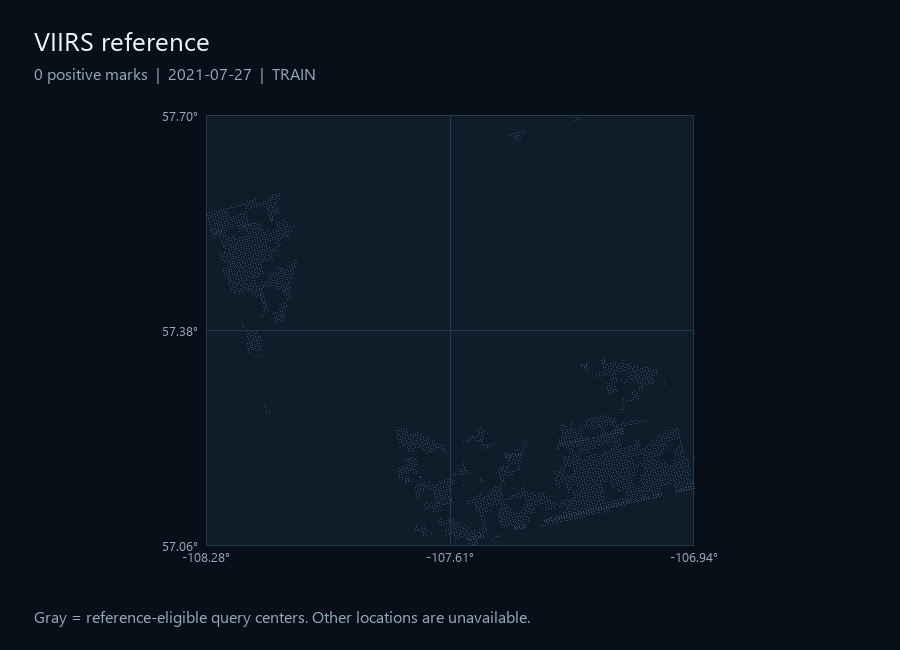 VIIRS reference
0 positive marks | 2021-07-27 | TRAIN
57.70°
57.38°
57.06°
-108.28°
-107.61°
-106.94°
Gray = reference-eligible query centers. Other locations are unavailable.